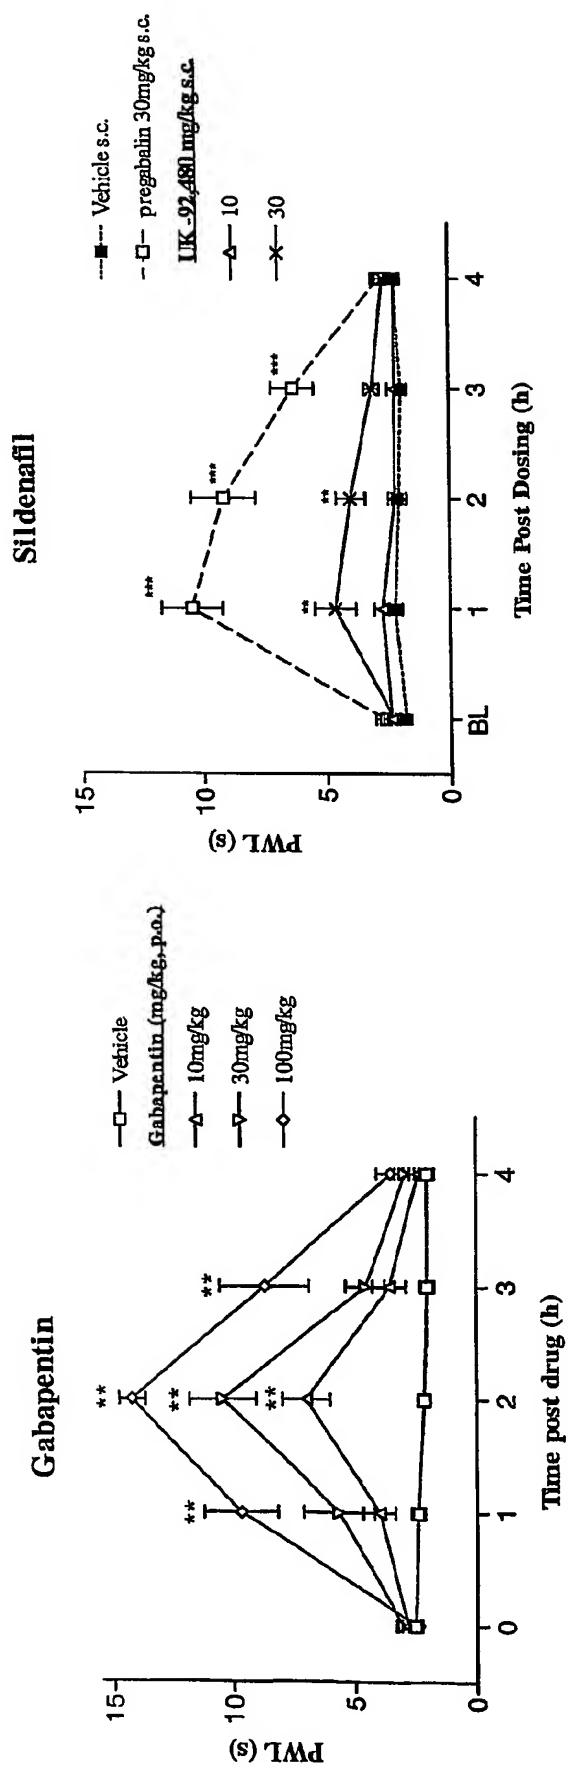 Gabapentin
Vehicle
Gabapentin (mg/kg, p.o.)
10mg/kg
30mg/kg
100mg/kg
PWL (s)
15
10
5
0
**
**
**
**
**
0 1 2 3 4
Time post drug (h)
Sildenafil
Vehicle s.c.
pregabalin 30mg/kg s.c.
UK-92,480 mg/kg s.c.
10
30
PWL (s)
15
10
5
0
***
***
***
**
**
BL 1 2 3 4
Time Post Dosing (h)